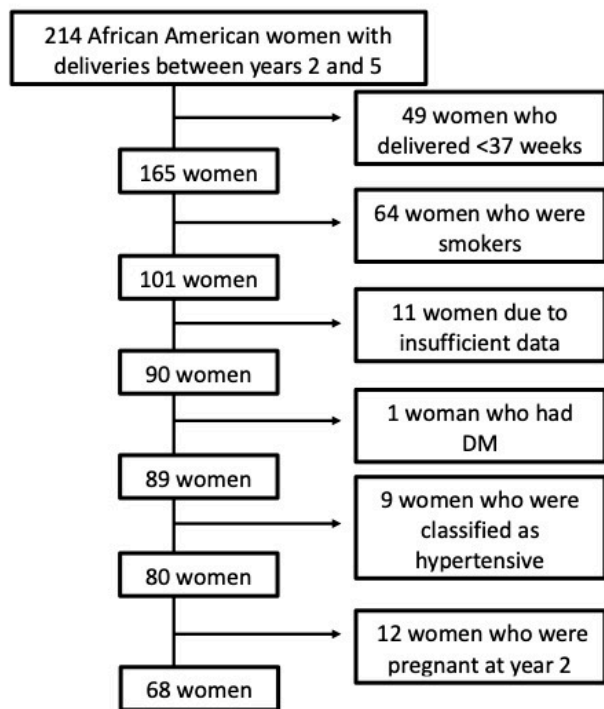 214 African American women with
deliveries between years 2 and 5
49 women who
delivered <37 weeks
165 women
64 women who were
smokers
101 women
11 women due to
insufficient data
90 women
1 woman who had
DM
89 women
9 women who were
classified as
hypertensive
80 women
12 women who were
pregnant at year 2
68 women